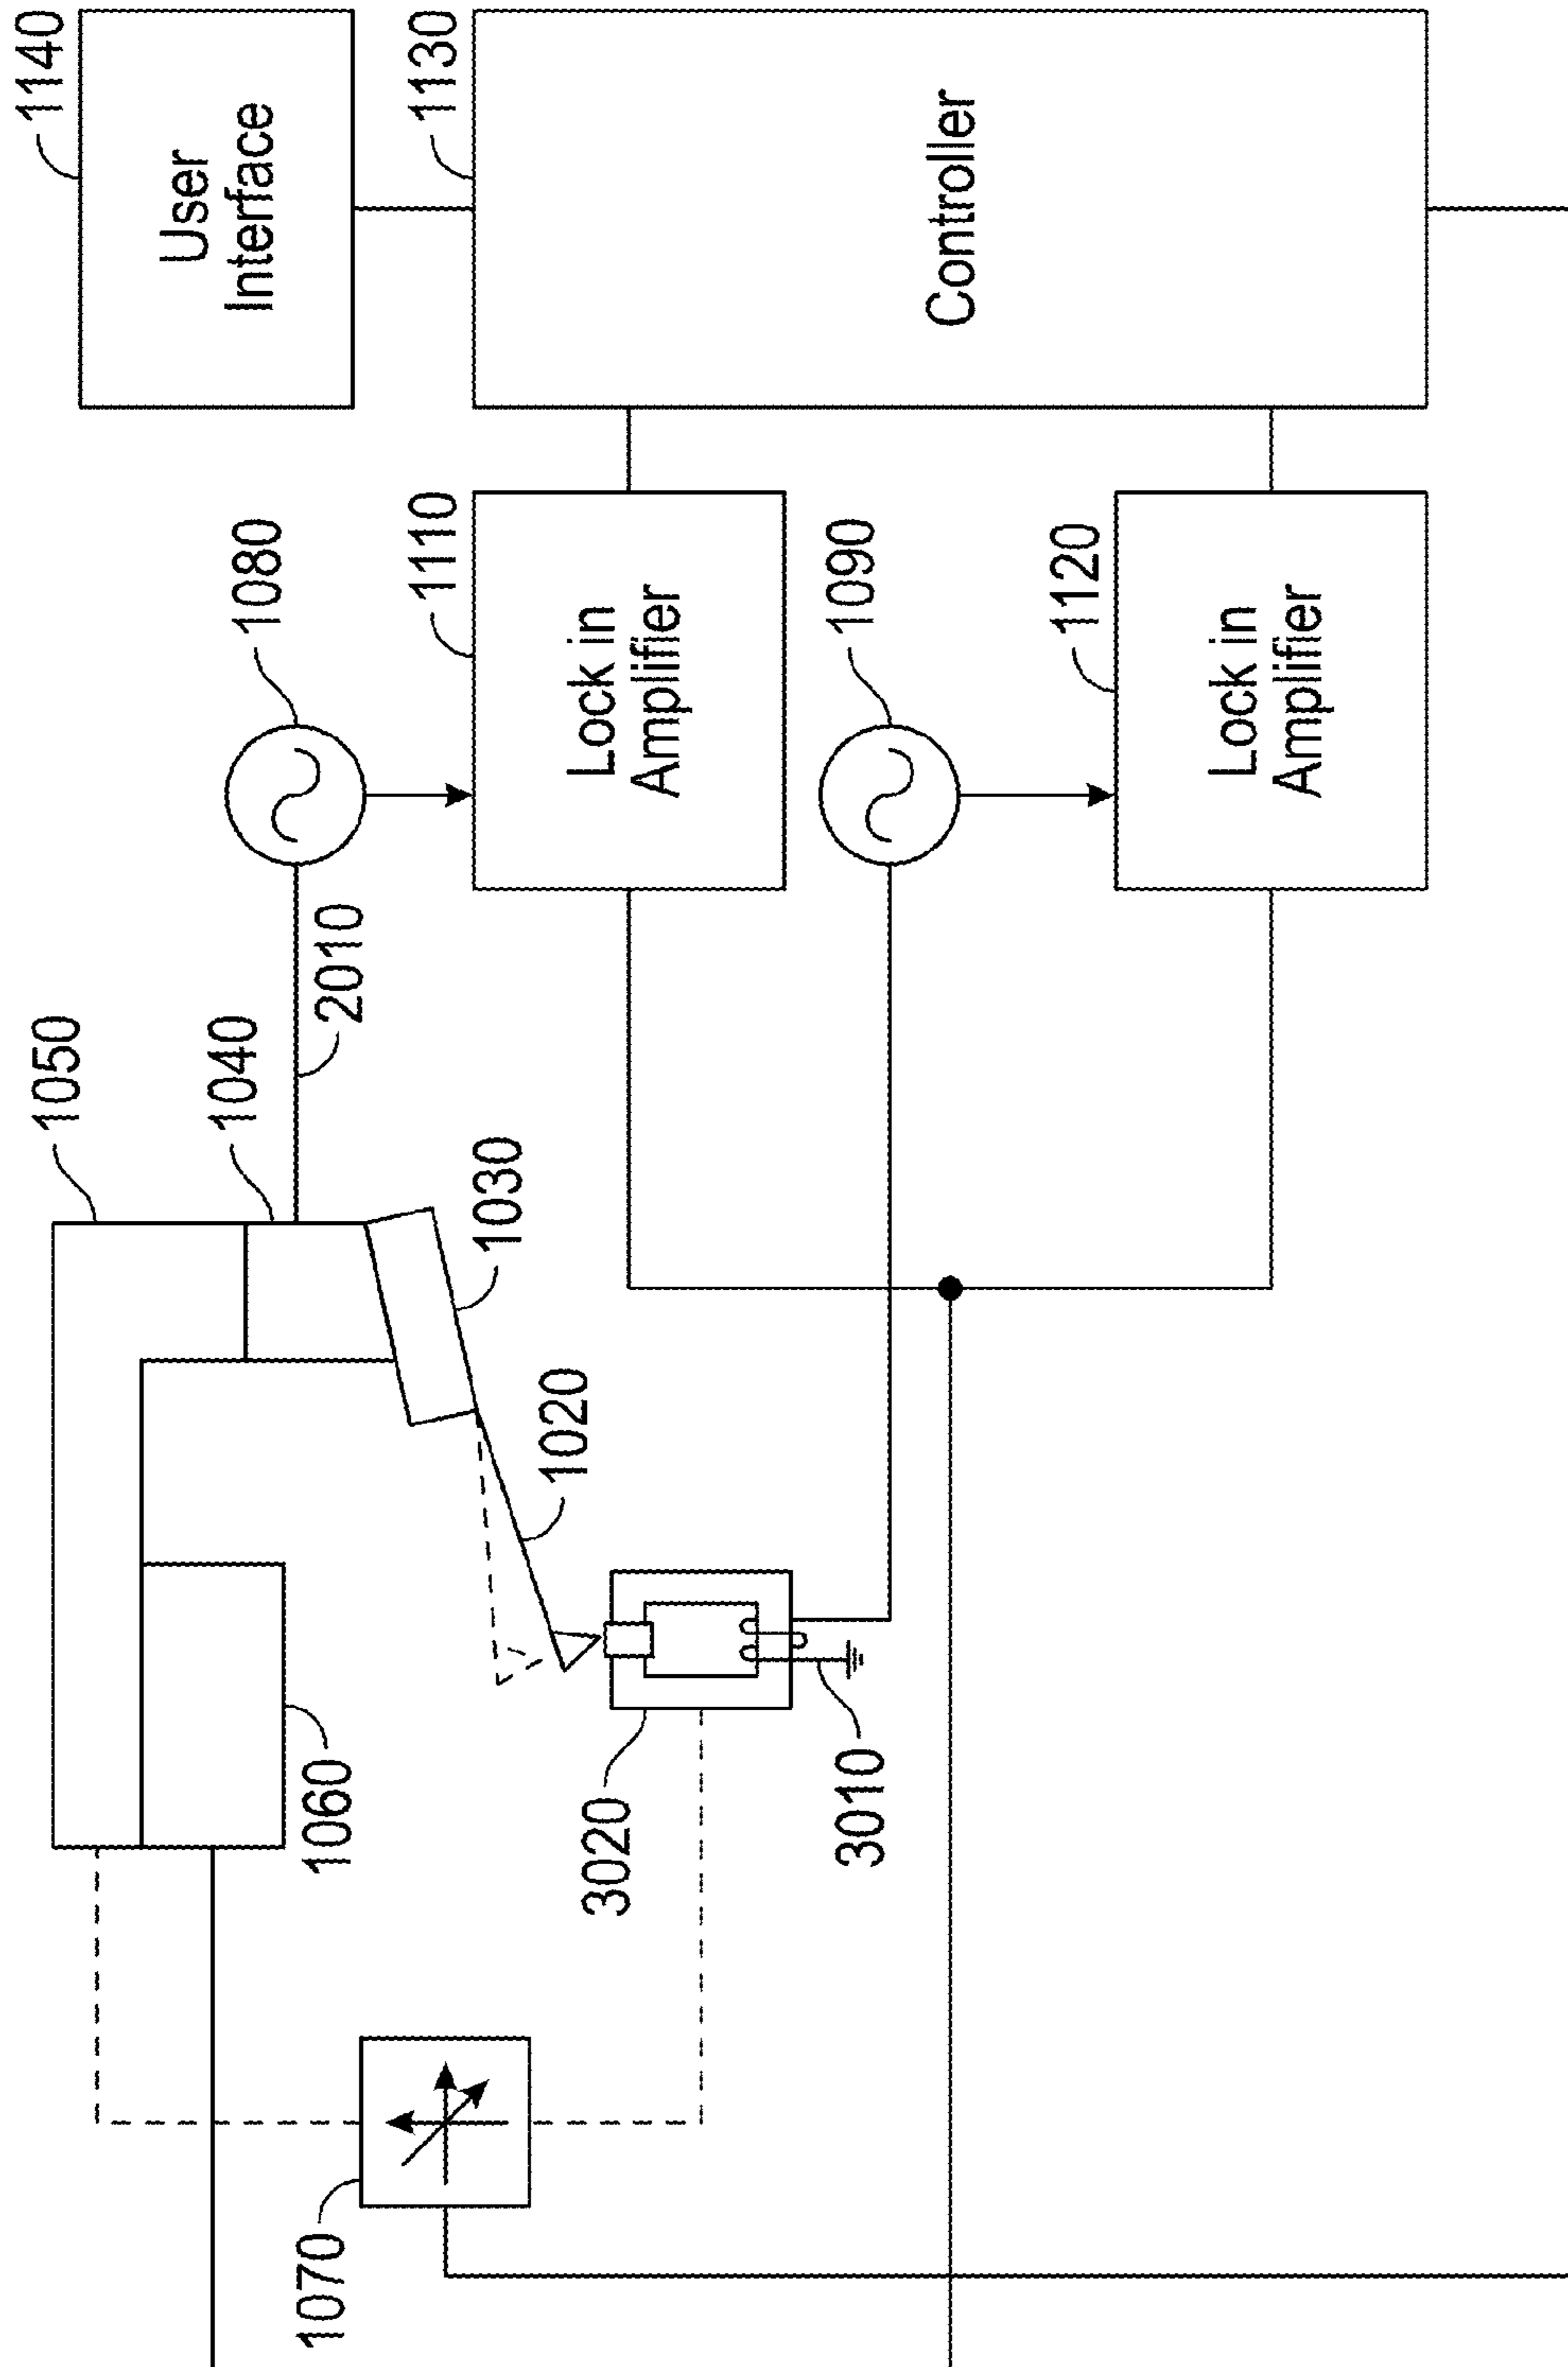 1050
1040
2010
1080
1140
User
Interface
1130
Controller
1110
Lock in
Amplifier
1090
1120
Lock in
Amplifier
1030
1020
1060
3020
3010
1070